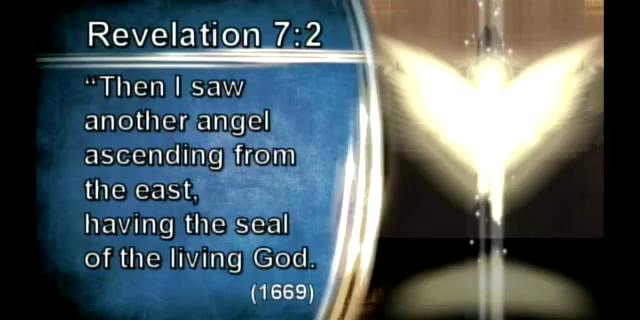 Revelation 7:2
“Then I saw
another angel
ascending from
the east,
having the seal
of the living God.
(1669)